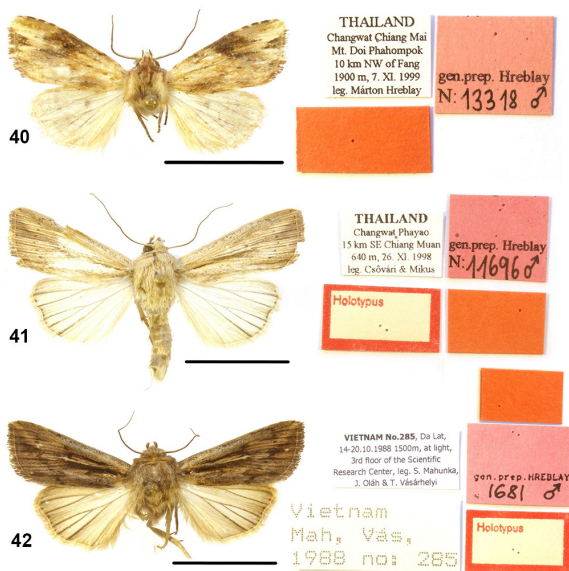 THAILAND
Changwat Chiang Mai
Mt. Doi Phahompok
10 km NW of Fang
1900 m, 7. XI. 1999
leg. Márton Hreblay
gen.prep. Hreblay
N: 13318 ♂
40
THAILAND
Changwat Phayao
15 km SE Chiang Muan
640 m, 26. XI. 1998
leg. Csővári & Mikus
gen.prep. Hreblay
N: 11696 ♂
Holotypus
41
VIETNAM No.285, Da Lat,
14-20.10.1988 1500m, at light,
3rd floor of the Scientific
Research Center, leg. S. Mahunka,
J. Oláh & T. Vásárhelyi
gen.prep. HREBLAY
1681 ♂
Vietnam
Mah, Vás,
1988 no: 285
Holotypus
42